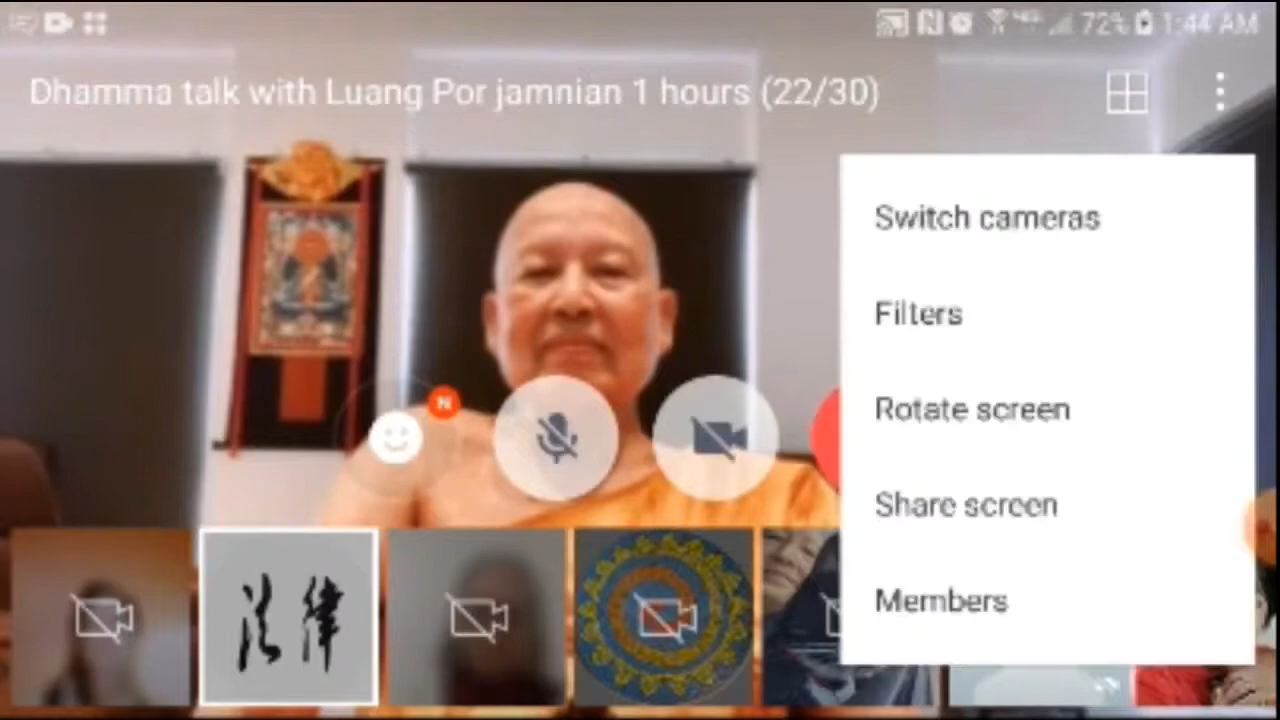 72% 1:44 AM
Dhamma talk with Luang Por jamnian 1 hours (22/30)
Switch cameras
Filters
Rotate screen
Share screen
Members
N
法律